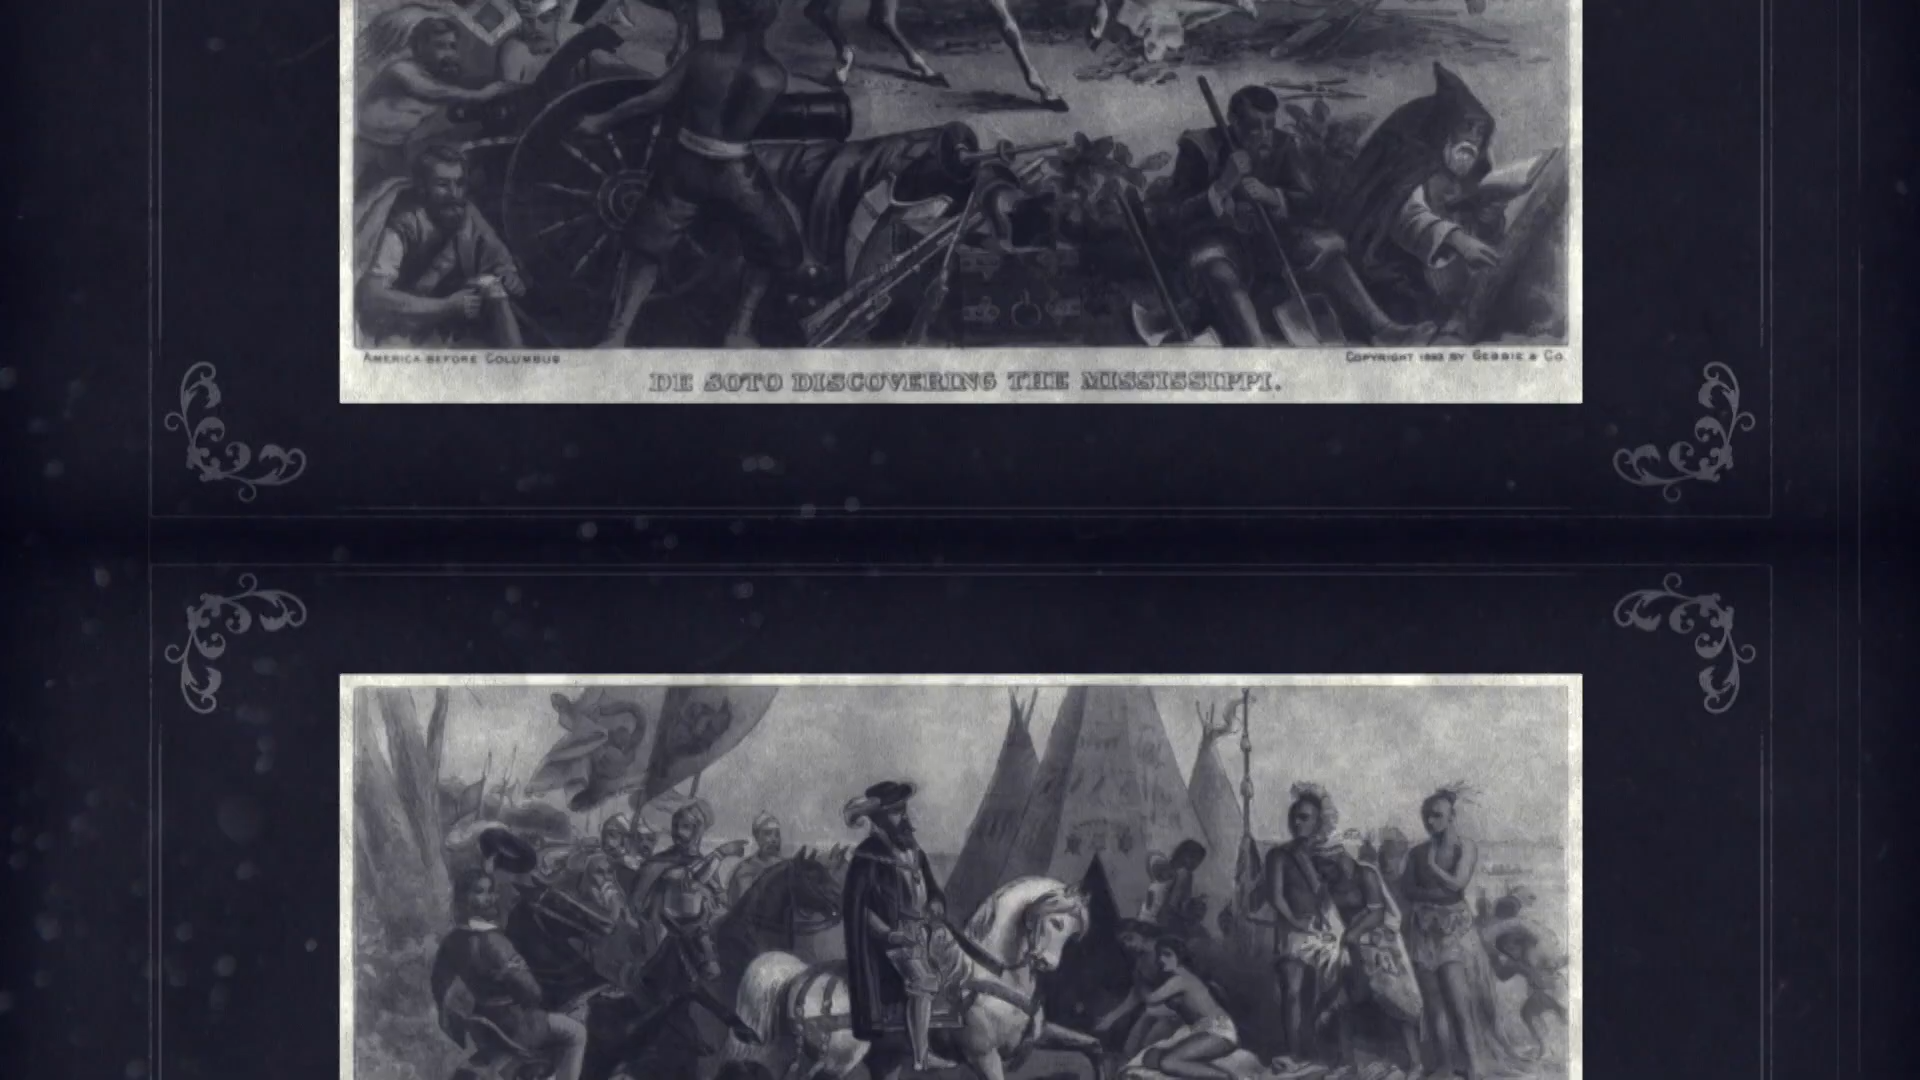 AMERICA BEFORE COLUMBUS
COPYRIGHT 1893 BY GEBBIE & CO.
DE SOTO DISCOVERING THE MISSISSIPPI.